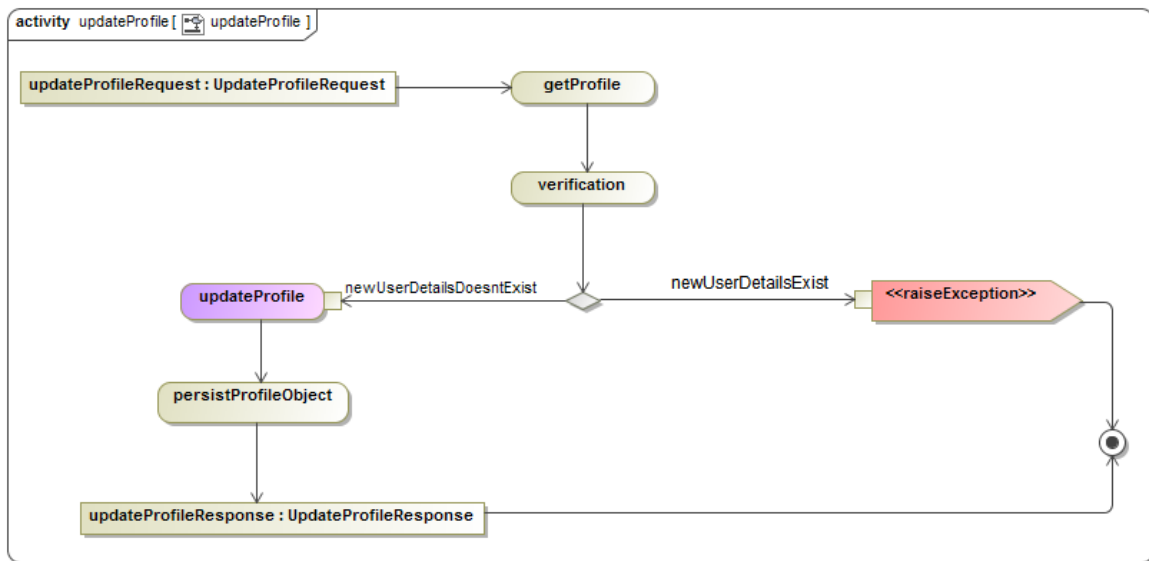 activity updateProfile [ updateProfile ]
updateProfileRequest : UpdateProfileRequest
getProfile
verification
newUserDetailsDoesntExist
newUserDetailsExist
updateProfile
<<raiseException>>
persistProfileObject
updateProfileResponse : UpdateProfileResponse